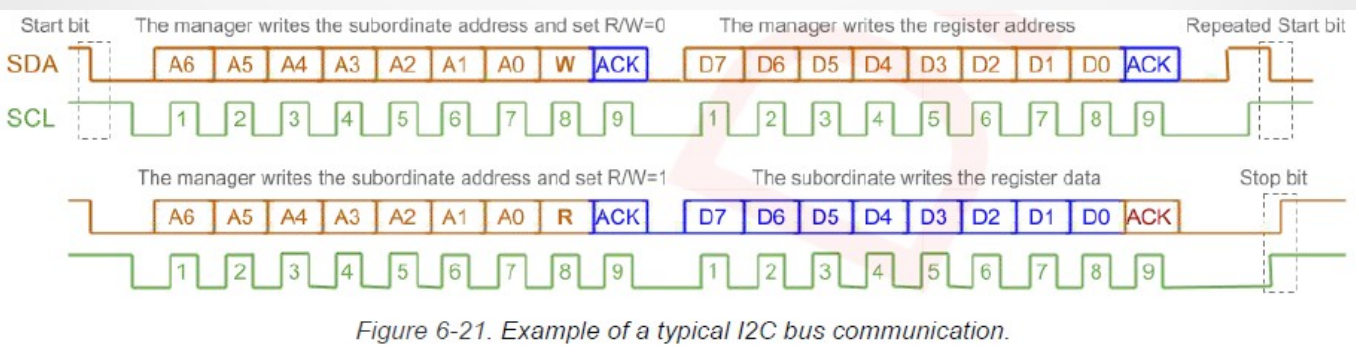 Start bit The manager writes the subordinate address and set R/W=0 The manager writes the register address Repeated Start bit
SDA A6 A5 A4 A3 A2 A1 A0 W ACK D7 D6 D5 D4 D3 D2 D1 D0 ACK
SCL 1 2 3 4 5 6 7 8 9 1 2 3 4 5 6 7 8 9
The manager writes the subordinate address and set R/W=1 The subordinate writes the register data Stop bit
A6 A5 A4 A3 A2 A1 A0 R ACK D7 D6 D5 D4 D3 D2 D1 D0 ACK
1 2 3 4 5 6 7 8 9 1 2 3 4 5 6 7 8 9
Figure 6-21. Example of a typical I2C bus communication.